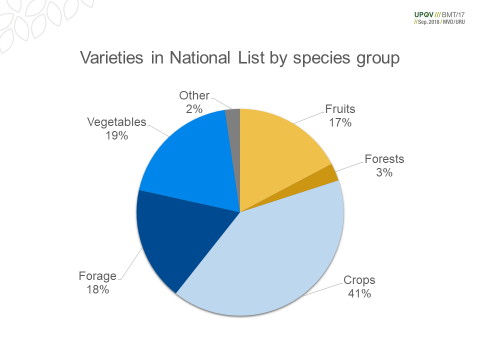 UPOV /// BMT/17
//Sep. 2018 / MVD/URU
Varieties in National List by species group
Other
2%
Fruits
17%
Vegetables
19%
Forests
3%
Forage
18%
Crops
41%